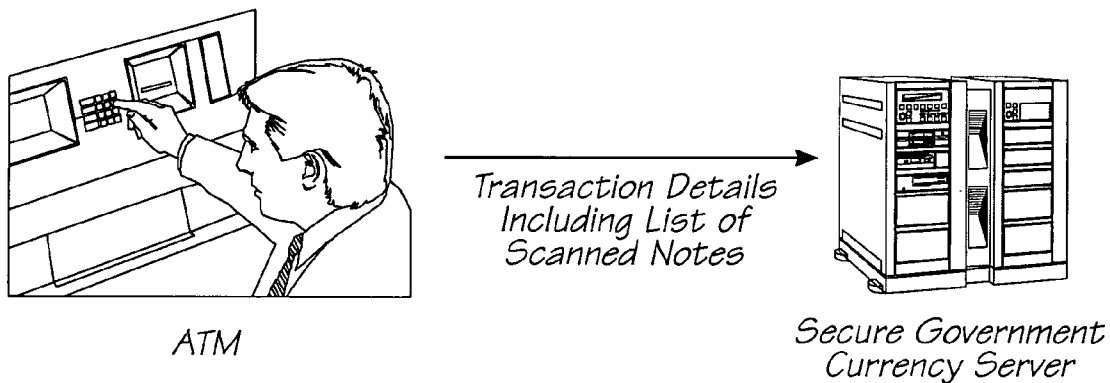 Transaction Details
Including List of
Scanned Notes
ATM
Secure Government
Currency Server